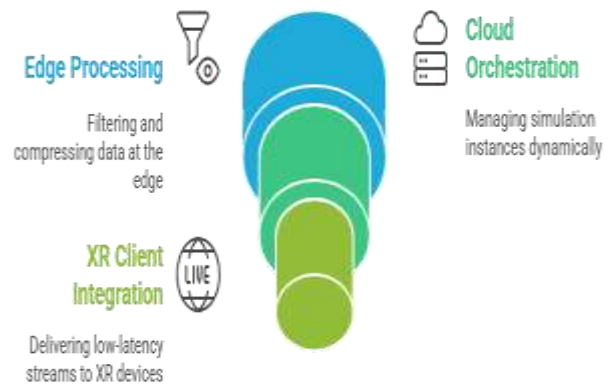 Edge Processing
Filtering and
compressing data at the
edge
Cloud
Orchestration
Managing simulation
instances dynamically
XR Client
Integration
LIVE
Delivering low-latency
streams to XR devices